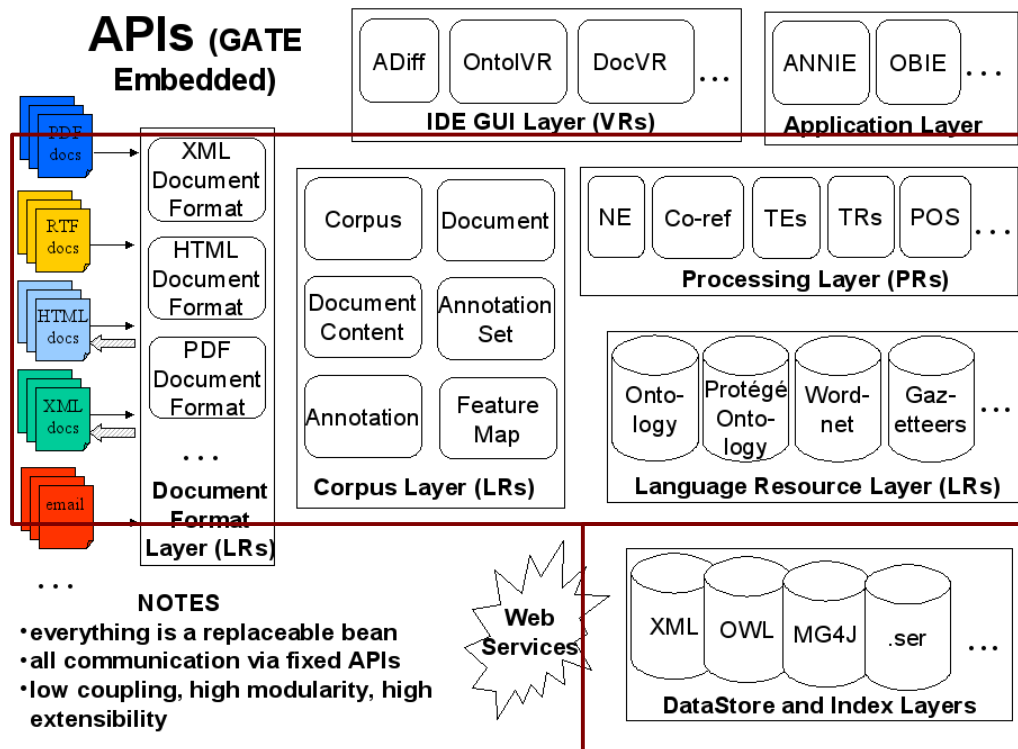 APIs (GATE
Embedded)
ADiff
OntolVR
DocVR
...
IDE GUI Layer (VRs)
ANNIE
OBIE
...
Application Layer
PDF
docs
RTF
docs
HTML
docs
XML
docs
email
...
XML
Document
Format
HTML
Document
Format
PDF
Document
Format
...
Document
Format
Layer (LRs)
Corpus
Document
Document
Content
Annotation
Set
Annotation
Feature
Map
Corpus Layer (LRs)
NE
Co-ref
TEs
TRs
POS
...
Processing Layer (PRs)
Onto-
logy
Protégé
Onto-
logy
Word-
net
Gaz-
etteers
...
Language Resource Layer (LRs)
NOTES
•everything is a replaceable bean
•all communication via fixed APIs
•low coupling, high modularity, high
extensibility
Web
Services
XML
OWL
MG4J
.ser
...
DataStore and Index Layers